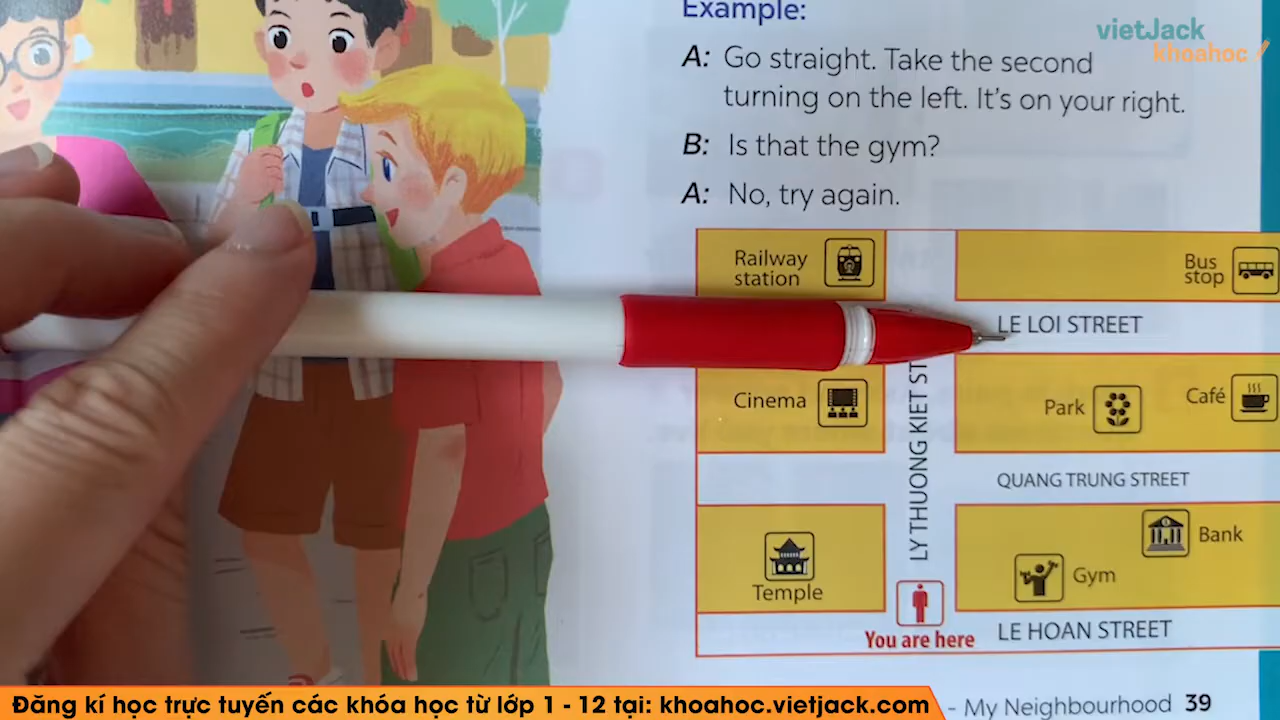 Example:
vietJack
khoahoc
A: Go straight. Take the second
turning on the left. It's on your right.
B: Is that the gym?
A: No, try again.
Railway
station
Bus
stop
LE LOI STREET
Cinema
Park
Café
LY THUONG KIET ST
QUANG TRUNG STREET
Bank
Gym
Temple
You are here
LE HOAN STREET
- My Neighbourhood 39
Đăng kí học trực tuyến các khóa học từ lớp 1 - 12 tại: khoahoc.vietjack.com